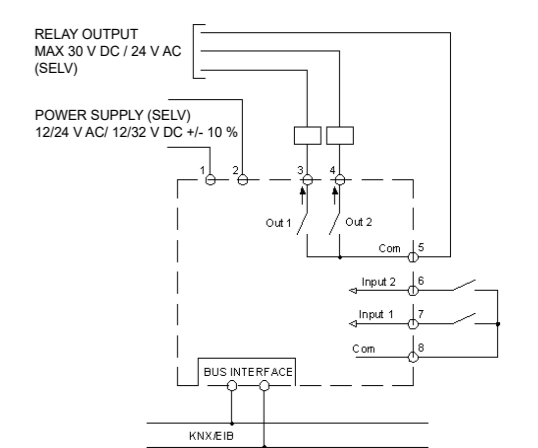 RELAY OUTPUT
MAX 30 V DC / 24 V AC
(SELV)
POWER SUPPLY (SELV)
12/24 V AC/ 12/32 V DC +/- 10 %
1
2
3
4
Out 1
Out 2
Com
5
Input 2
6
Input 1
7
Com
8
BUS INTERFACE
KNX/EIB